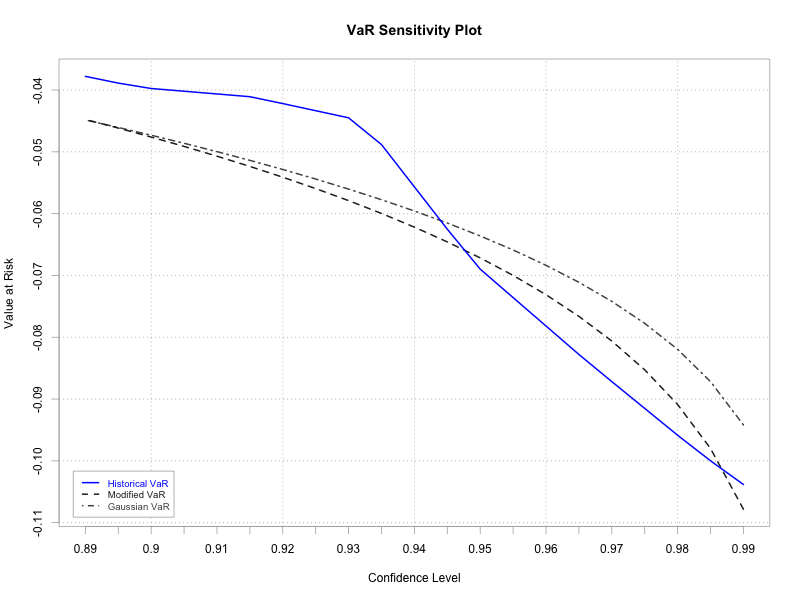 VaR Sensitivity Plot
Value at Risk
-0.04
-0.05
-0.06
-0.07
-0.08
-0.09
-0.10
-0.11
Historical VaR
Modified VaR
Gaussian VaR
0.89 0.9 0.91 0.92 0.93 0.94 0.95 0.96 0.97 0.98 0.99
Confidence Level